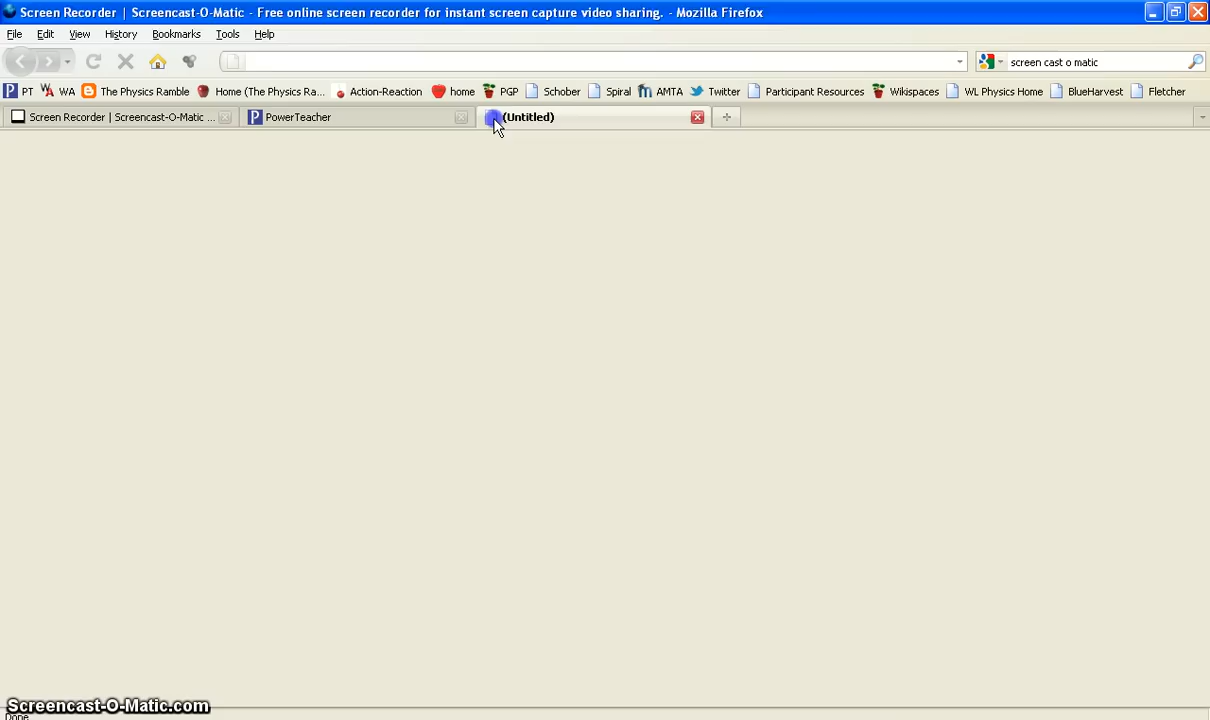 Screen Recorder | Screencast-O-Matic - Free online screen recorder for instant screen capture video sharing. - Mozilla Firefox
File Edit View History Bookmarks Tools Help
screen cast o matic
PT WA The Physics Ramble Home (The Physics Ra... Action-Reaction home PGP Schober Spiral AMTA Twitter Participant Resources Wikispaces WL Physics Home BlueHarvest Fletcher
Screen Recorder | Screencast-O-Matic ... PowerTeacher (Untitled)
Screencast-O-Matic.com
Done